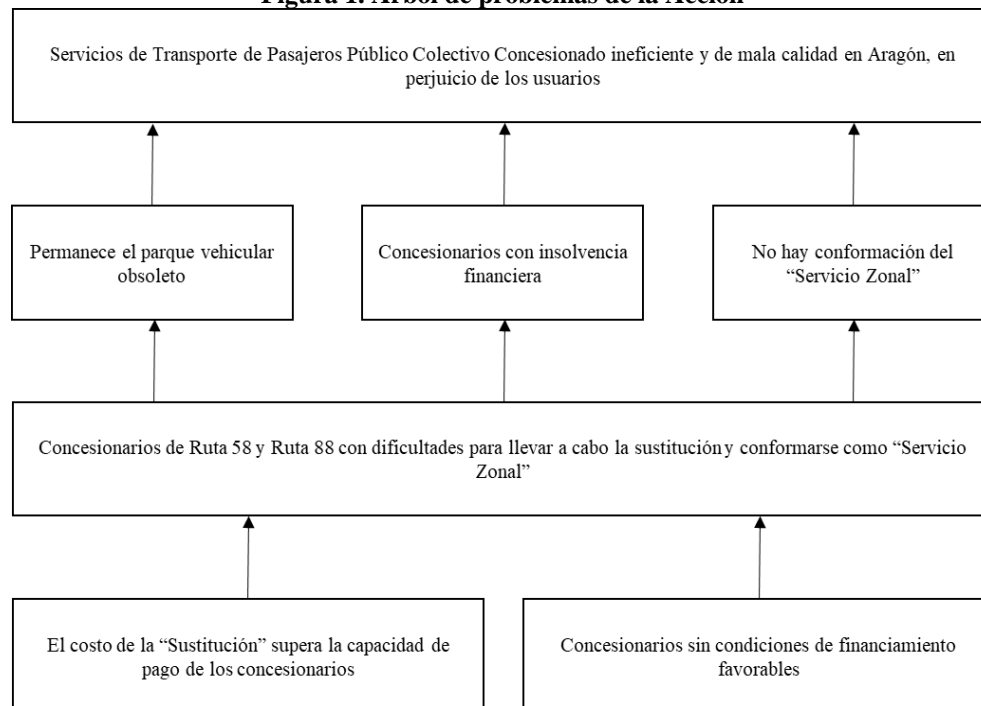 Figura 1. Árbol de problemas de la Acción
Servicios de Transporte de Pasajeros Público Colectivo Concesionado ineficiente y de mala calidad en Aragón, en
perjuicio de los usuarios
Permanece el parque vehicular
obsoleto
Concesionarios con insolvencia
financiera
No hay conformación del
“Servicio Zonal”
Concesionarios de Ruta 58 y Ruta 88 con dificultades para llevar a cabo la sustitución y conformarse como “Servicio
Zonal”
El costo de la “Sustitución” supera la capacidad de
pago de los concesionarios
Concesionarios sin condiciones de financiamiento
favorables